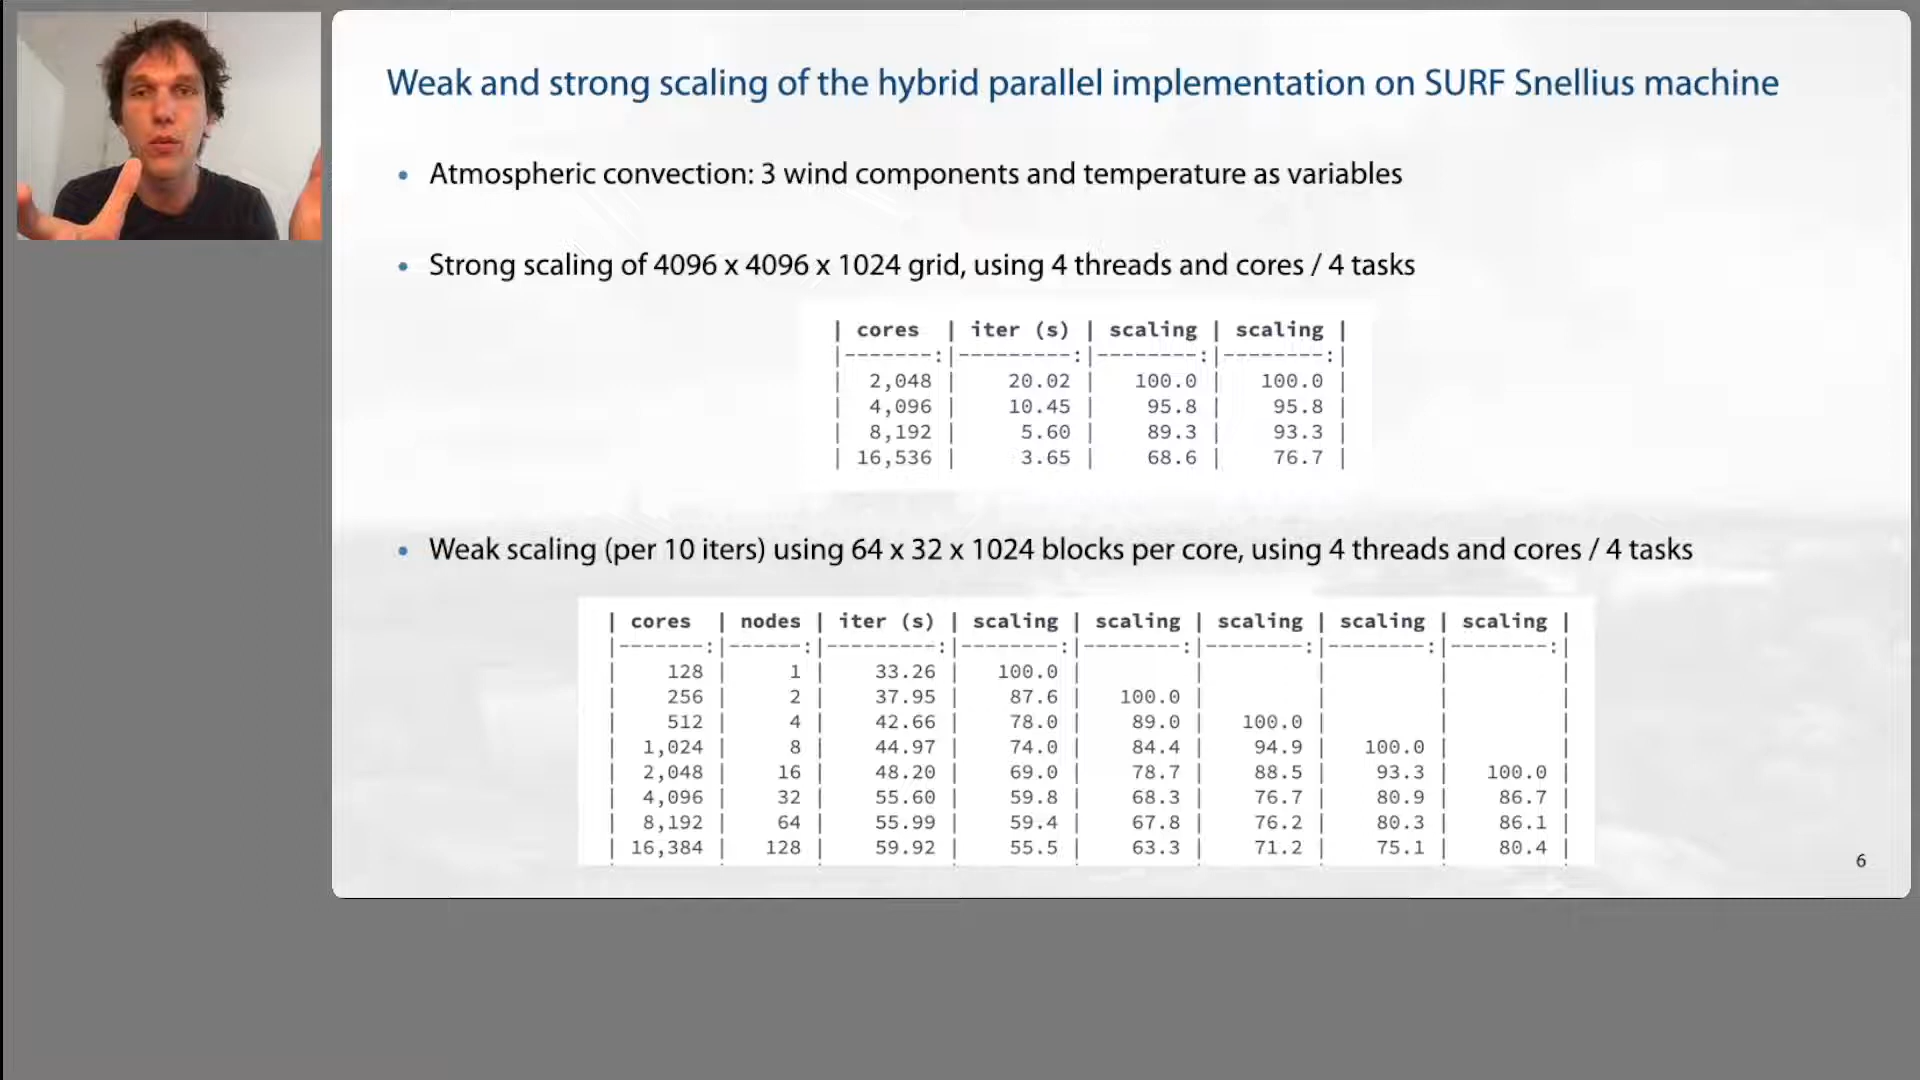 Weak and strong scaling of the hybrid parallel implementation on SURF Snellius machine
• Atmospheric convection: 3 wind components and temperature as variables
• Strong scaling of 4096 x 4096 x 1024 grid, using 4 threads and cores / 4 tasks
| cores | iter (s) | scaling | scaling |
|-------:|---------:|--------:|--------:|
| 2,048 | 20.02 | 100.0 | 100.0 |
| 4,096 | 10.45 | 95.8 | 95.8 |
| 8,192 | 5.60 | 89.3 | 93.3 |
| 16,536 | 3.65 | 68.6 | 76.7 |
• Weak scaling (per 10 iters) using 64 x 32 x 1024 blocks per core, using 4 threads and cores / 4 tasks
| cores | nodes | iter (s) | scaling | scaling | scaling | scaling | scaling |
|-------:|------:|---------:|--------:|--------:|--------:|--------:|--------:|
| 128 | 1 | 33.26 | 100.0 | | | | |
| 256 | 2 | 37.95 | 87.6 | 100.0 | | | |
| 512 | 4 | 42.66 | 78.0 | 89.0 | 100.0 | | |
| 1,024 | 8 | 44.97 | 74.0 | 84.4 | 94.9 | 100.0 | |
| 2,048 | 16 | 48.20 | 69.0 | 78.7 | 88.5 | 93.3 | 100.0 |
| 4,096 | 32 | 55.60 | 59.8 | 68.3 | 76.7 | 80.9 | 86.7 |
| 8,192 | 64 | 55.99 | 59.4 | 67.8 | 76.2 | 80.3 | 86.1 |
| 16,384 | 128 | 59.92 | 55.5 | 63.3 | 71.2 | 75.1 | 80.4 |
6